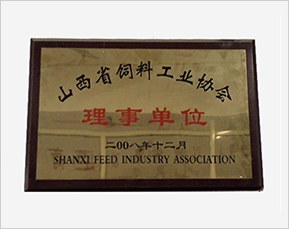 山西省饲料工业协会
理事单位
二00八年十二月
SHANXI FEED INDUSTRY ASSOCIATION